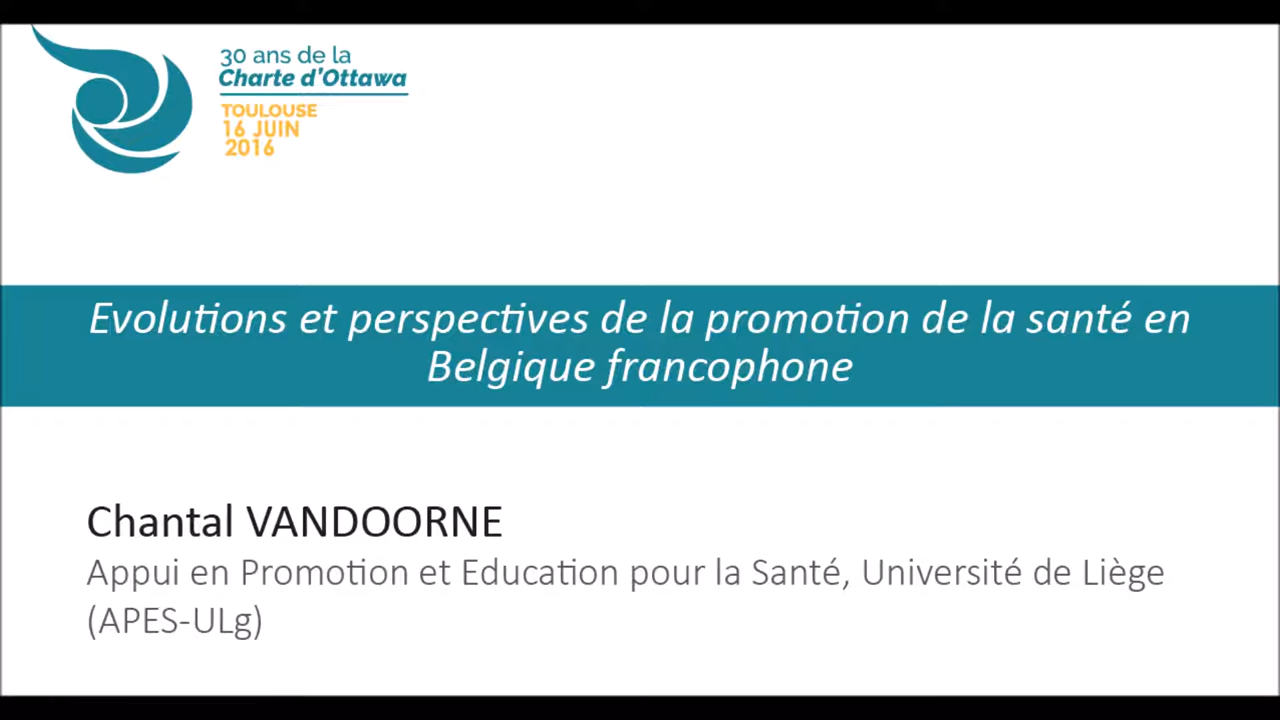 30 ans de la
Charte d'Ottawa
TOULOUSE
16 JUIN
2016
Evolutions et perspectives de la promotion de la santé en
Belgique francophone
Chantal VANDOORNE
Appui en Promotion et Education pour la Santé, Université de Liège
(APES-ULg)